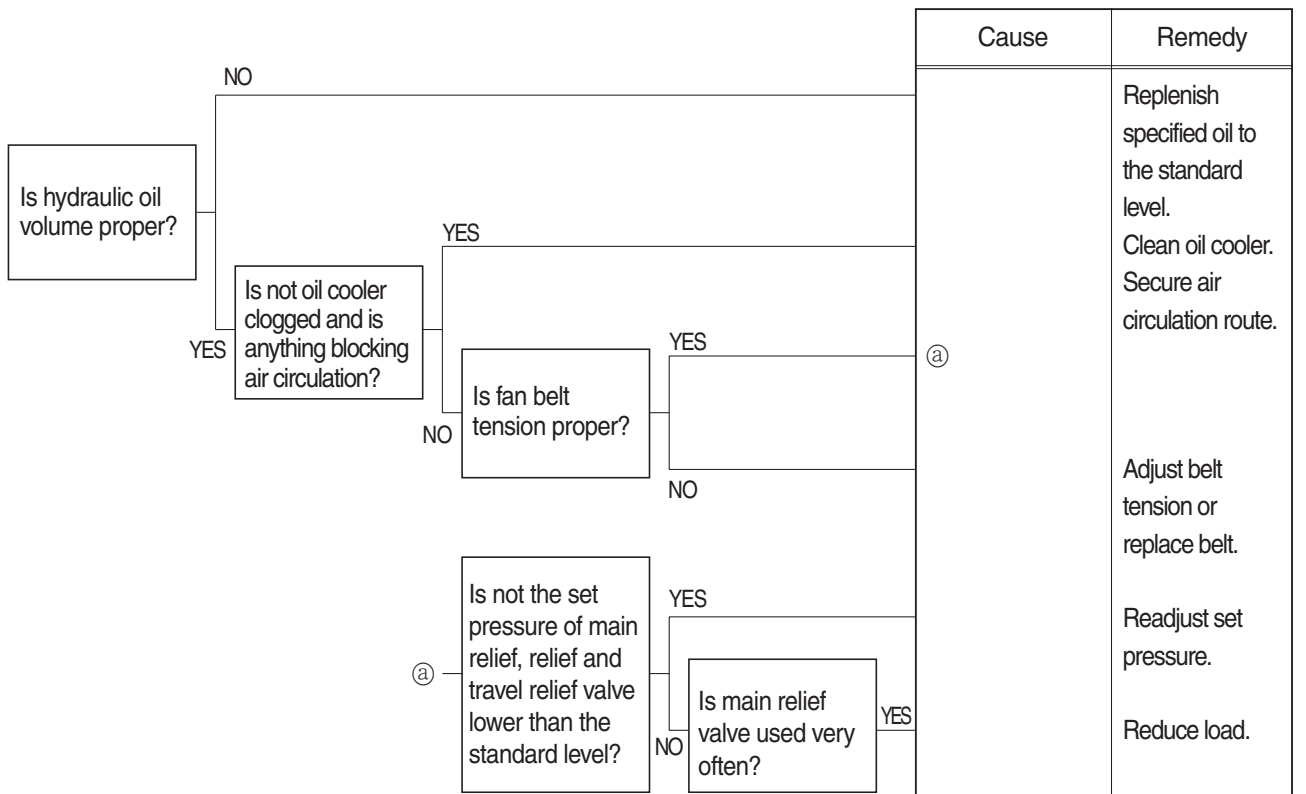 Cause
Remedy
NO
Replenish
specified oil to
the standard
level.
Is hydraulic oil
volume proper?
YES
YES
Clean oil cooler.
Secure air
circulation route.
Is not oil cooler
clogged and is
anything blocking
air circulation?
NO
YES
ⓐ
Is fan belt
tension proper?
NO
Adjust belt
tension or
replace belt.
ⓐ
Is not the set
pressure of main
relief, relief and
travel relief valve
lower than the
standard level?
YES
Readjust set
pressure.
NO
Is main relief
valve used very
often?
YES
Reduce load.